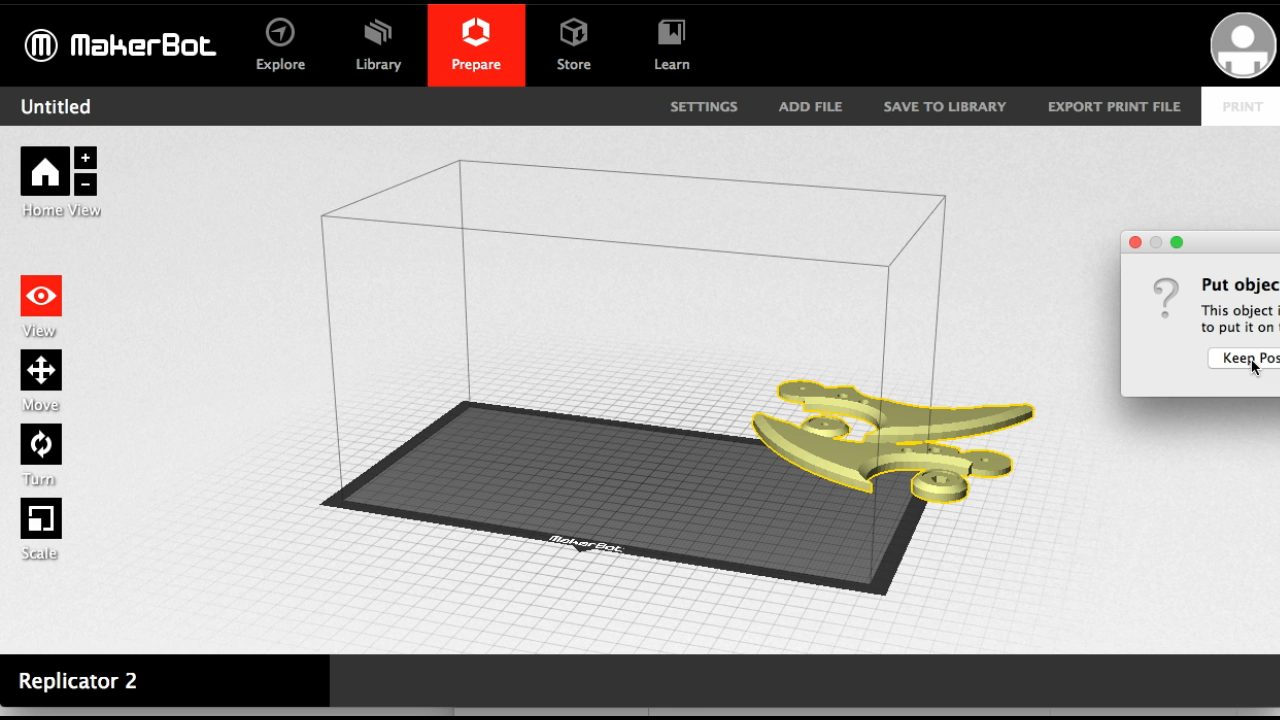 MakerBot
Explore
Library
Prepare
Store
Learn
Untitled
SETTINGS
ADD FILE
SAVE TO LIBRARY
EXPORT PRINT FILE
PRINT
Home View
View
Move
Turn
Scale
MakerBot
Put objec
This object i
to put it on
Keep Pos
Replicator 2